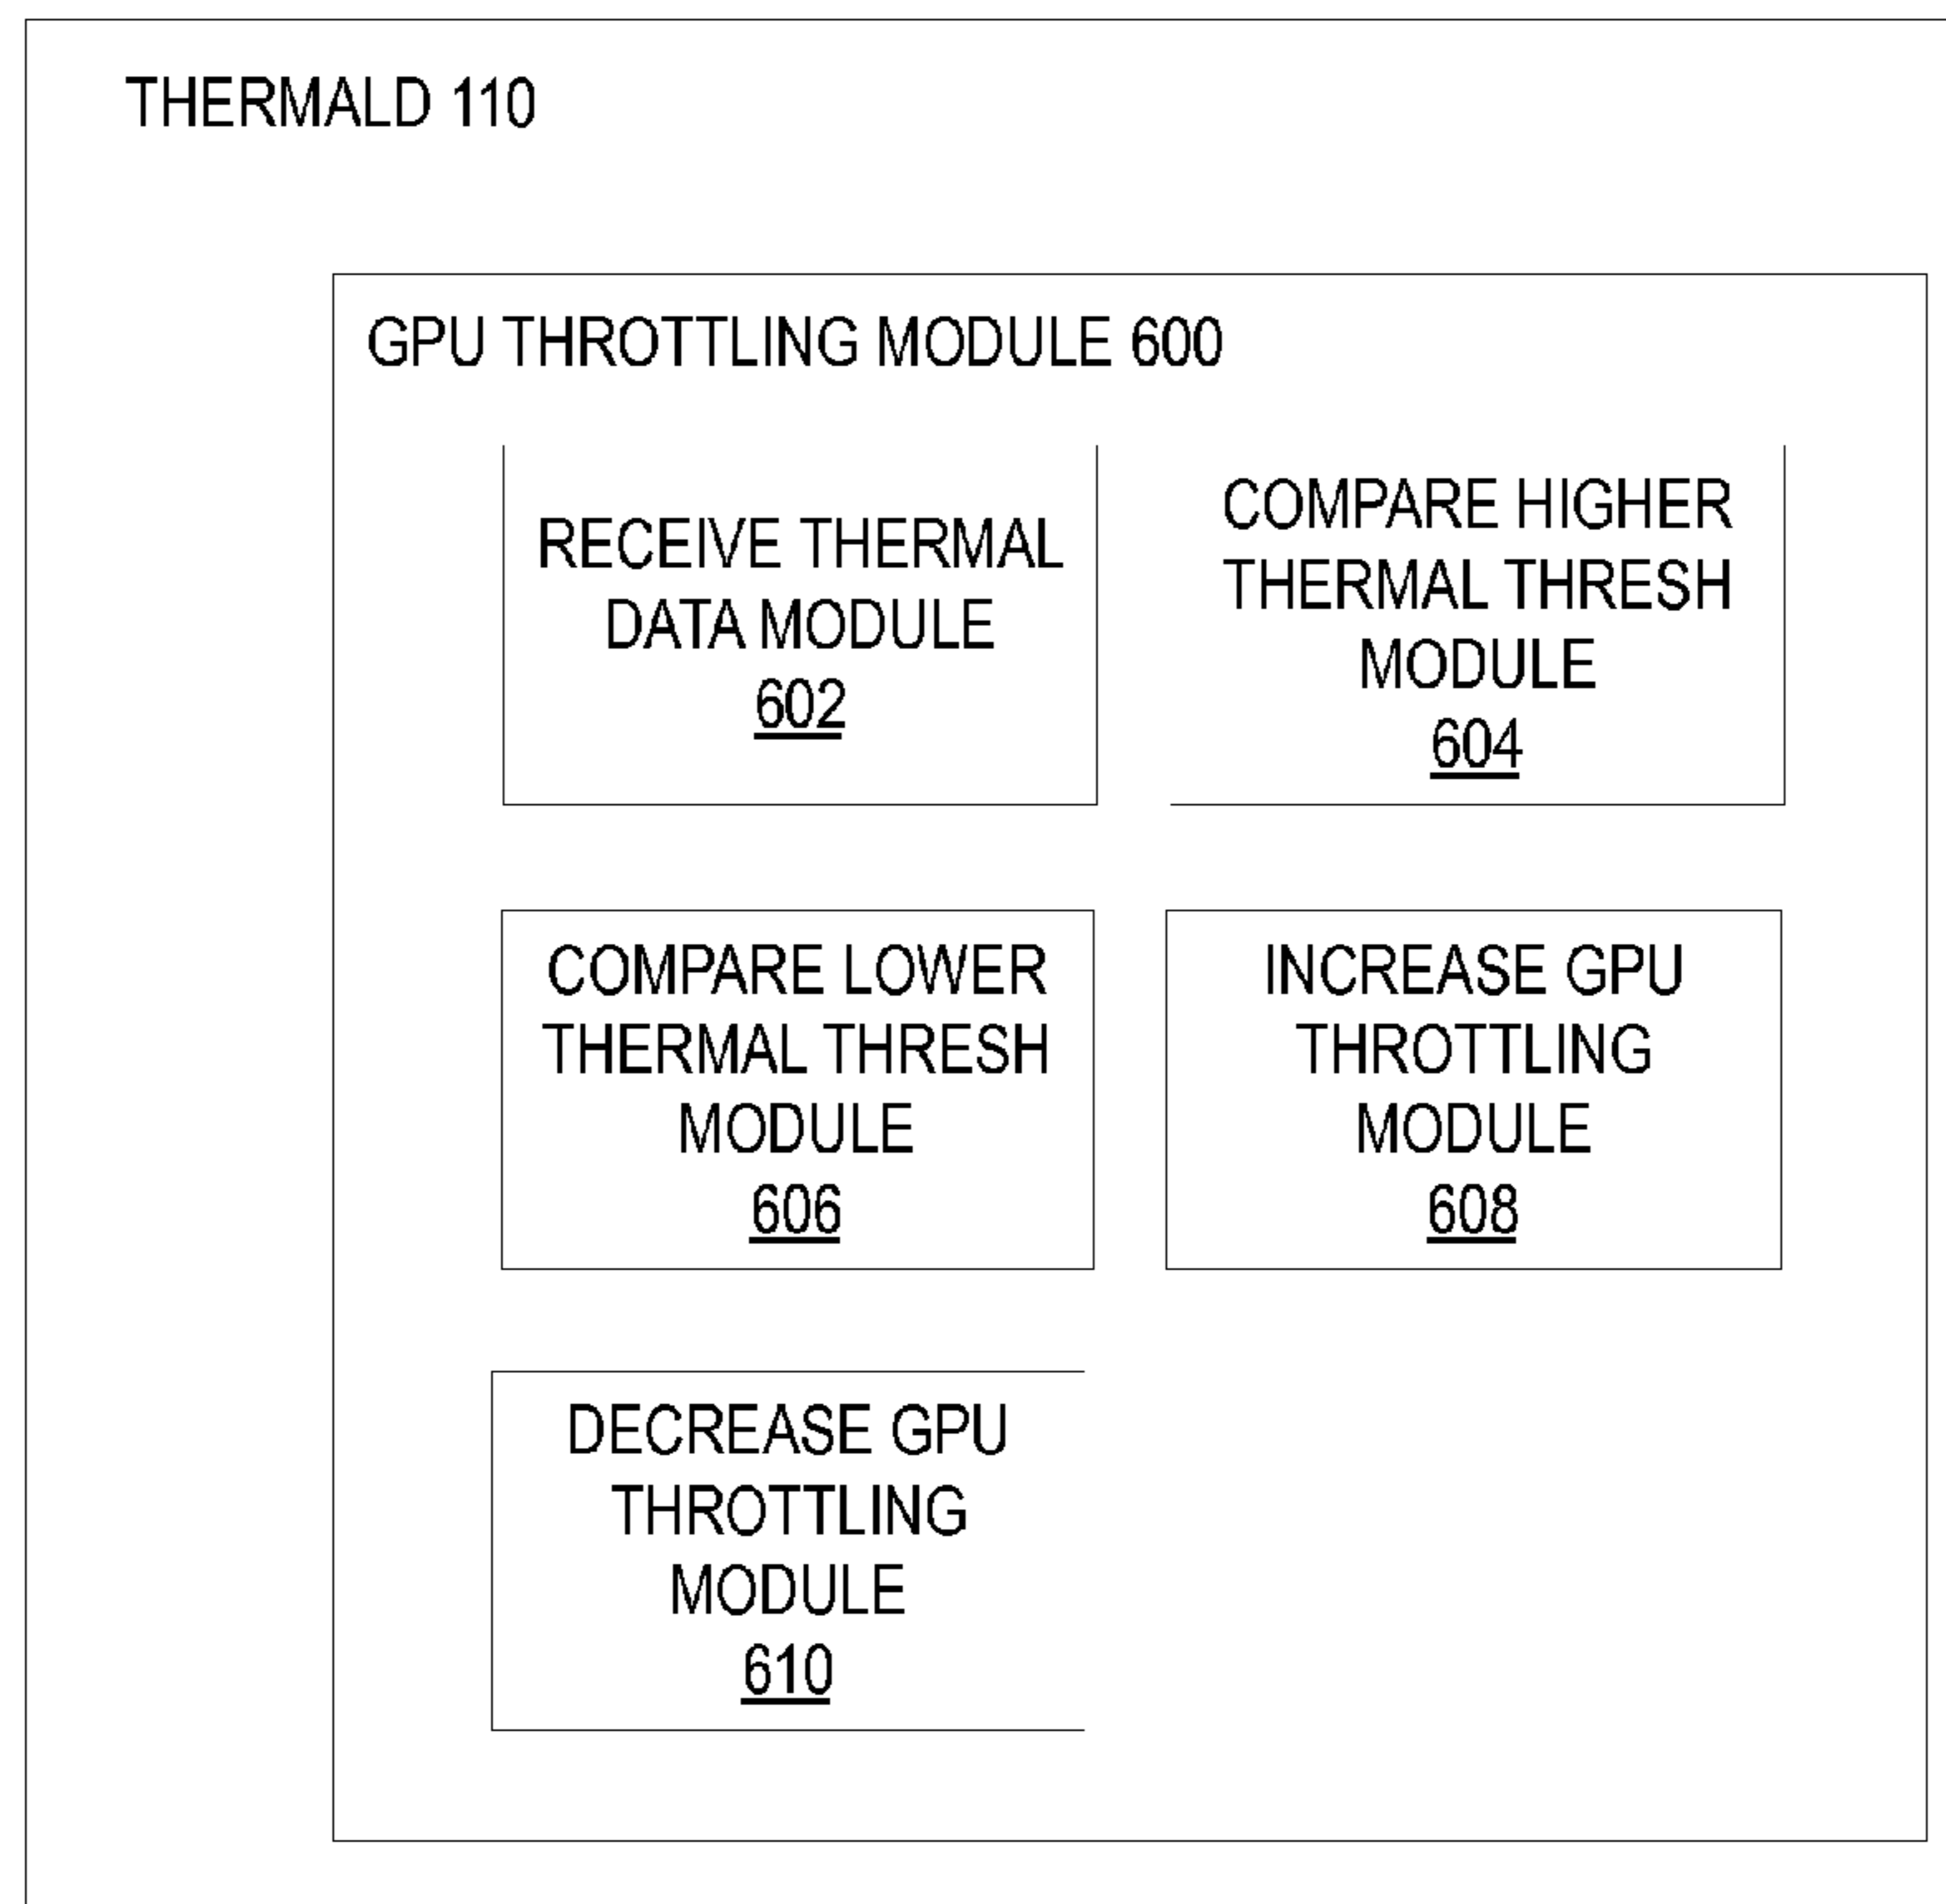 THERMALD 110
GPU THROTTLING MODULE 600
RECEIVE THERMAL
DATA MODULE
602
COMPARE HIGHER
THERMAL THRESH
MODULE
604
COMPARE LOWER
THERMAL THRESH
MODULE
606
INCREASE GPU
THROTTLING
MODULE
608
DECREASE GPU
THROTTLING
MODULE
610